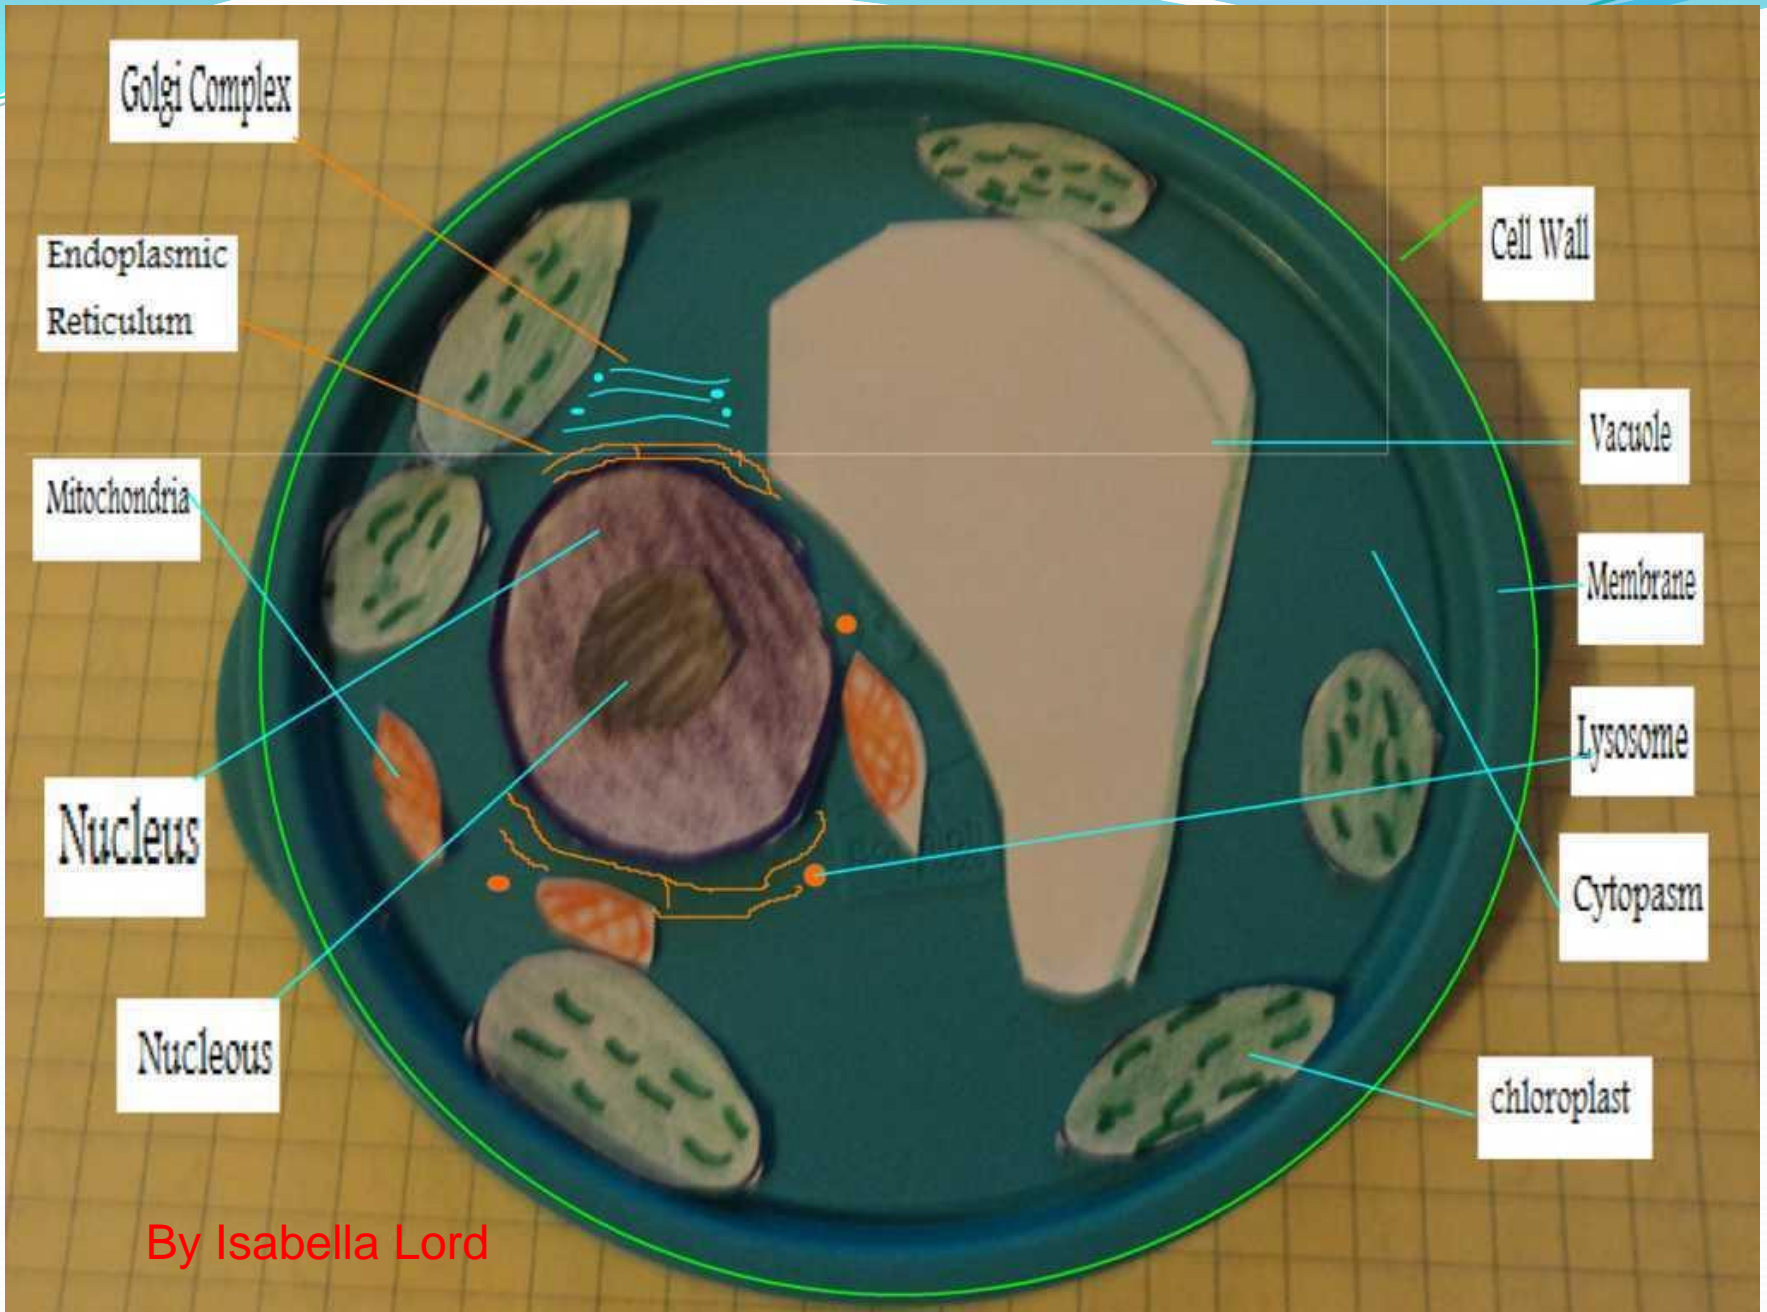 Golgi Complex
Endoplasmic
Reticulum
Mitochondria
Nucleus
Nucleous
Cell Wall
Vacuole
Membrane
Lysosome
Cytopasm
chloroplast
By Isabella Lord